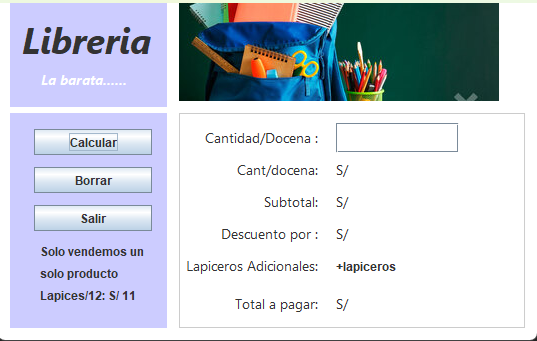 Libreria
La barata......
Calcular
Borrar
Salir
Solo vendemos un
solo producto
Lapices/12: S/ 11
Cantidad/Docena :
Cant/docena: S/
Subtotal: S/
Descuento por : S/
Lapiceros Adicionales: +lapiceros
Total a pagar: S/